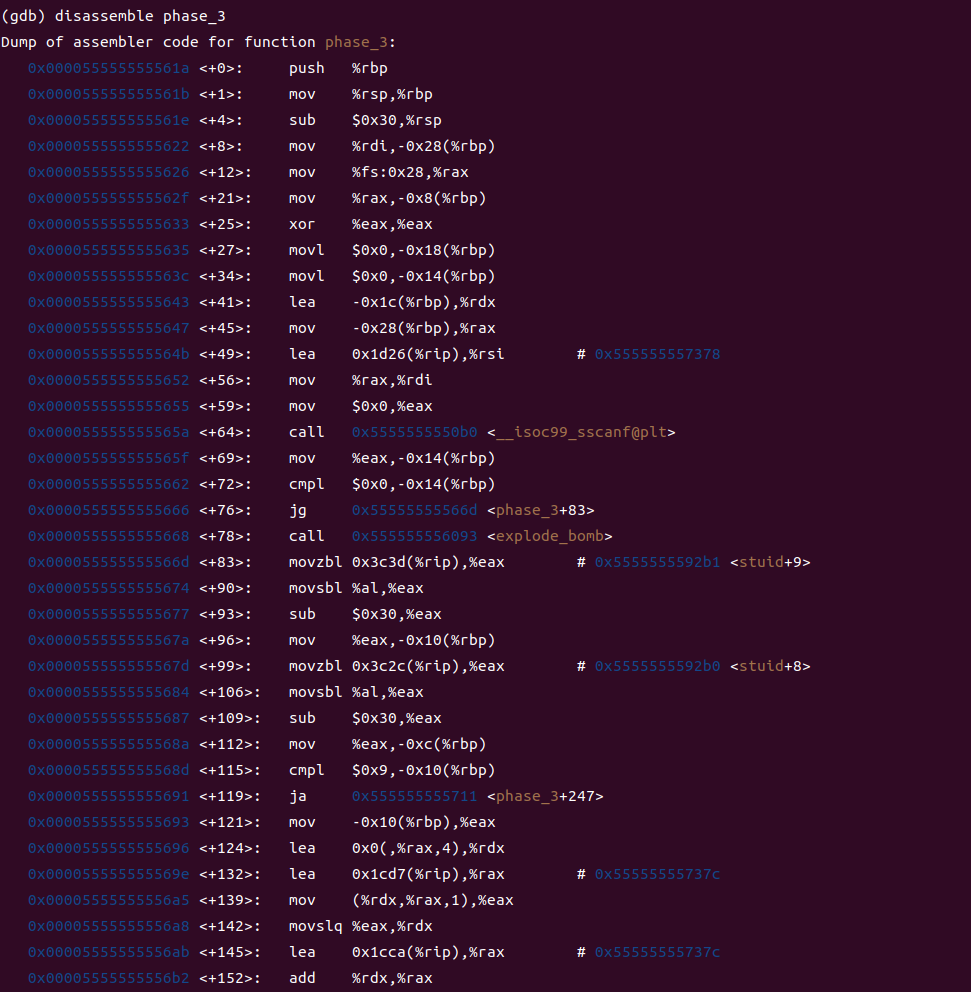 (gdb) disassemble phase_3
Dump of assembler code for function phase_3:
   0x000055555555561a <+0>:     push   %rbp
   0x000055555555561b <+1>:     mov    %rsp,%rbp
   0x000055555555561e <+4>:     sub    $0x30,%rsp
   0x0000555555555622 <+8>:     mov    %rdi,-0x28(%rbp)
   0x0000555555555626 <+12>:    mov    %fs:0x28,%rax
   0x000055555555562f <+21>:    mov    %rax,-0x8(%rbp)
   0x0000555555555633 <+25>:    xor    %eax,%eax
   0x0000555555555635 <+27>:    movl   $0x0,-0x18(%rbp)
   0x000055555555563c <+34>:    movl   $0x0,-0x14(%rbp)
   0x0000555555555643 <+41>:    lea    -0x1c(%rbp),%rdx
   0x0000555555555647 <+45>:    mov    -0x28(%rbp),%rax
   0x000055555555564b <+49>:    lea    0x1d26(%rip),%rsi        # 0x555555557378
   0x0000555555555652 <+56>:    mov    %rax,%rdi
   0x0000555555555655 <+59>:    mov    $0x0,%eax
   0x000055555555565a <+64>:    call   0x5555555550b0 <__isoc99_sscanf@plt>
   0x000055555555565f <+69>:    mov    %eax,-0x14(%rbp)
   0x0000555555555662 <+72>:    cmpl   $0x0,-0x14(%rbp)
   0x0000555555555666 <+76>:    jg     0x55555555566d <phase_3+83>
   0x0000555555555668 <+78>:    call   0x555555556093 <explode_bomb>
   0x000055555555566d <+83>:    movzbl 0x3c3d(%rip),%eax        # 0x5555555592b1 <stuid+9>
   0x0000555555555674 <+90>:    movsbl %al,%eax
   0x0000555555555677 <+93>:    sub    $0x30,%eax
   0x000055555555567a <+96>:    mov    %eax,-0x10(%rbp)
   0x000055555555567d <+99>:    movzbl 0x3c2c(%rip),%eax        # 0x5555555592b0 <stuid+8>
   0x0000555555555684 <+106>:   movsbl %al,%eax
   0x0000555555555687 <+109>:   sub    $0x30,%eax
   0x000055555555568a <+112>:   mov    %eax,-0xc(%rbp)
   0x000055555555568d <+115>:   cmpl   $0x9,-0x10(%rbp)
   0x0000555555555691 <+119>:   ja     0x555555555711 <phase_3+247>
   0x0000555555555693 <+121>:   mov    -0x10(%rbp),%eax
   0x0000555555555696 <+124>:   lea    0x0(,%rax,4),%rdx
   0x000055555555569e <+132>:   lea    0x1cd7(%rip),%rax        # 0x55555555737c
   0x00005555555556a5 <+139>:   mov    (%rdx,%rax,1),%eax
   0x00005555555556a8 <+142>:   movslq %eax,%rdx
   0x00005555555556ab <+145>:   lea    0x1cca(%rip),%rax        # 0x55555555737c
   0x00005555555556b2 <+152>:   add    %rdx,%rax